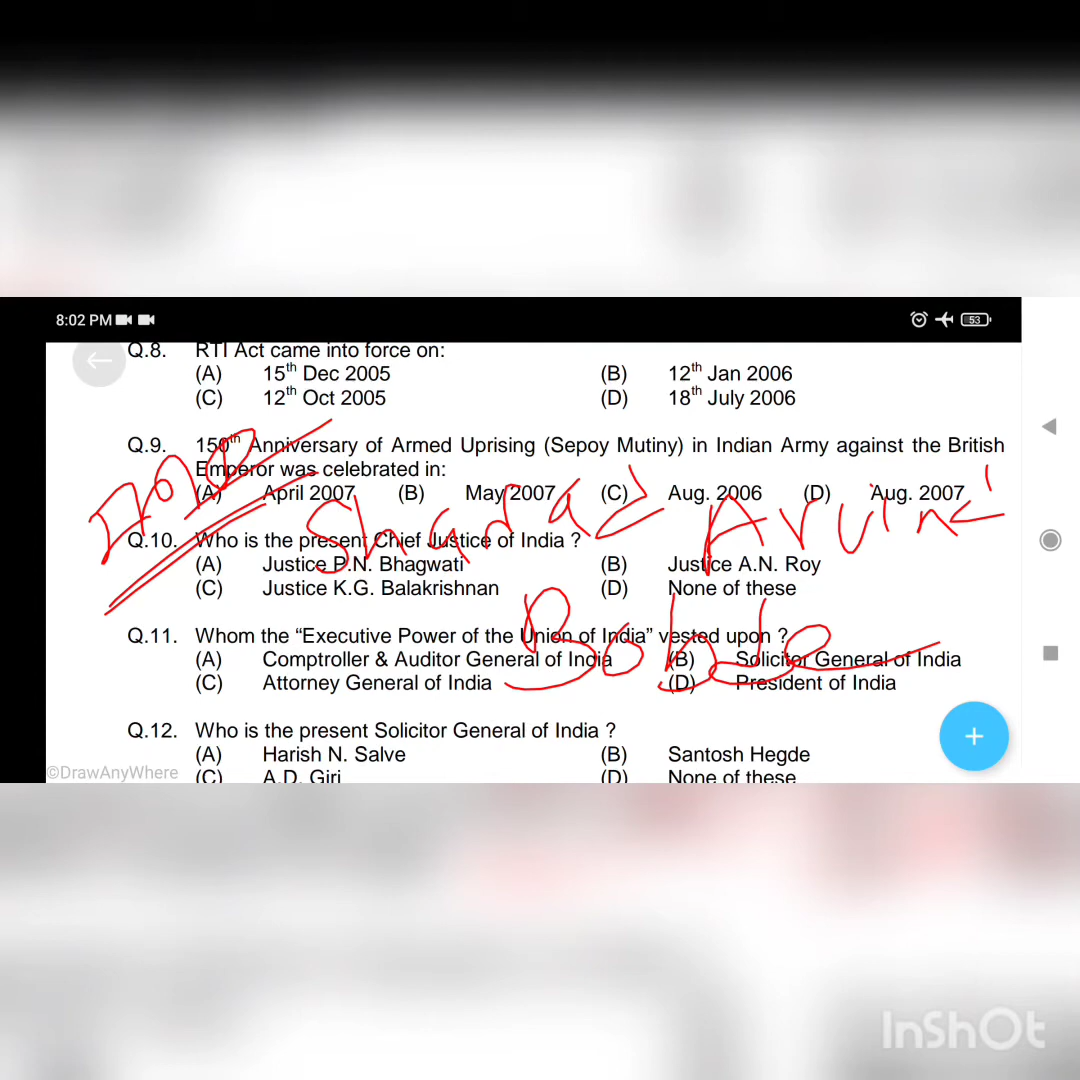 8:02 PM
53
Q.8. RTI Act came into force on:
(A) 15th Dec 2005 (B) 12th Jan 2006
(C) 12th Oct 2005 (D) 18th July 2006
Q.9. 150th Anniversary of Armed Uprising (Sepoy Mutiny) in Indian Army against the British
Emperor was celebrated in:
(A) April 2007 (B) May 2007 (C) Aug. 2006 (D) Aug. 2007
Sharad Arvind
Q.10. Who is the present Chief Justice of India ?
(A) Justice P.N. Bhagwati (B) Justice A.N. Roy
(C) Justice K.G. Balakrishnan (D) None of these
Bobde
Q.11. Whom the “Executive Power of the Union of India” vested upon ?
(A) Comptroller & Auditor General of India (B) Solicitor General of India
(C) Attorney General of India (D) President of India
Q.12. Who is the present Solicitor General of India ?
(A) Harish N. Salve (B) Santosh Hegde
(C) A.D. Giri (D) None of these
©DrawAnyWhere
InShOt